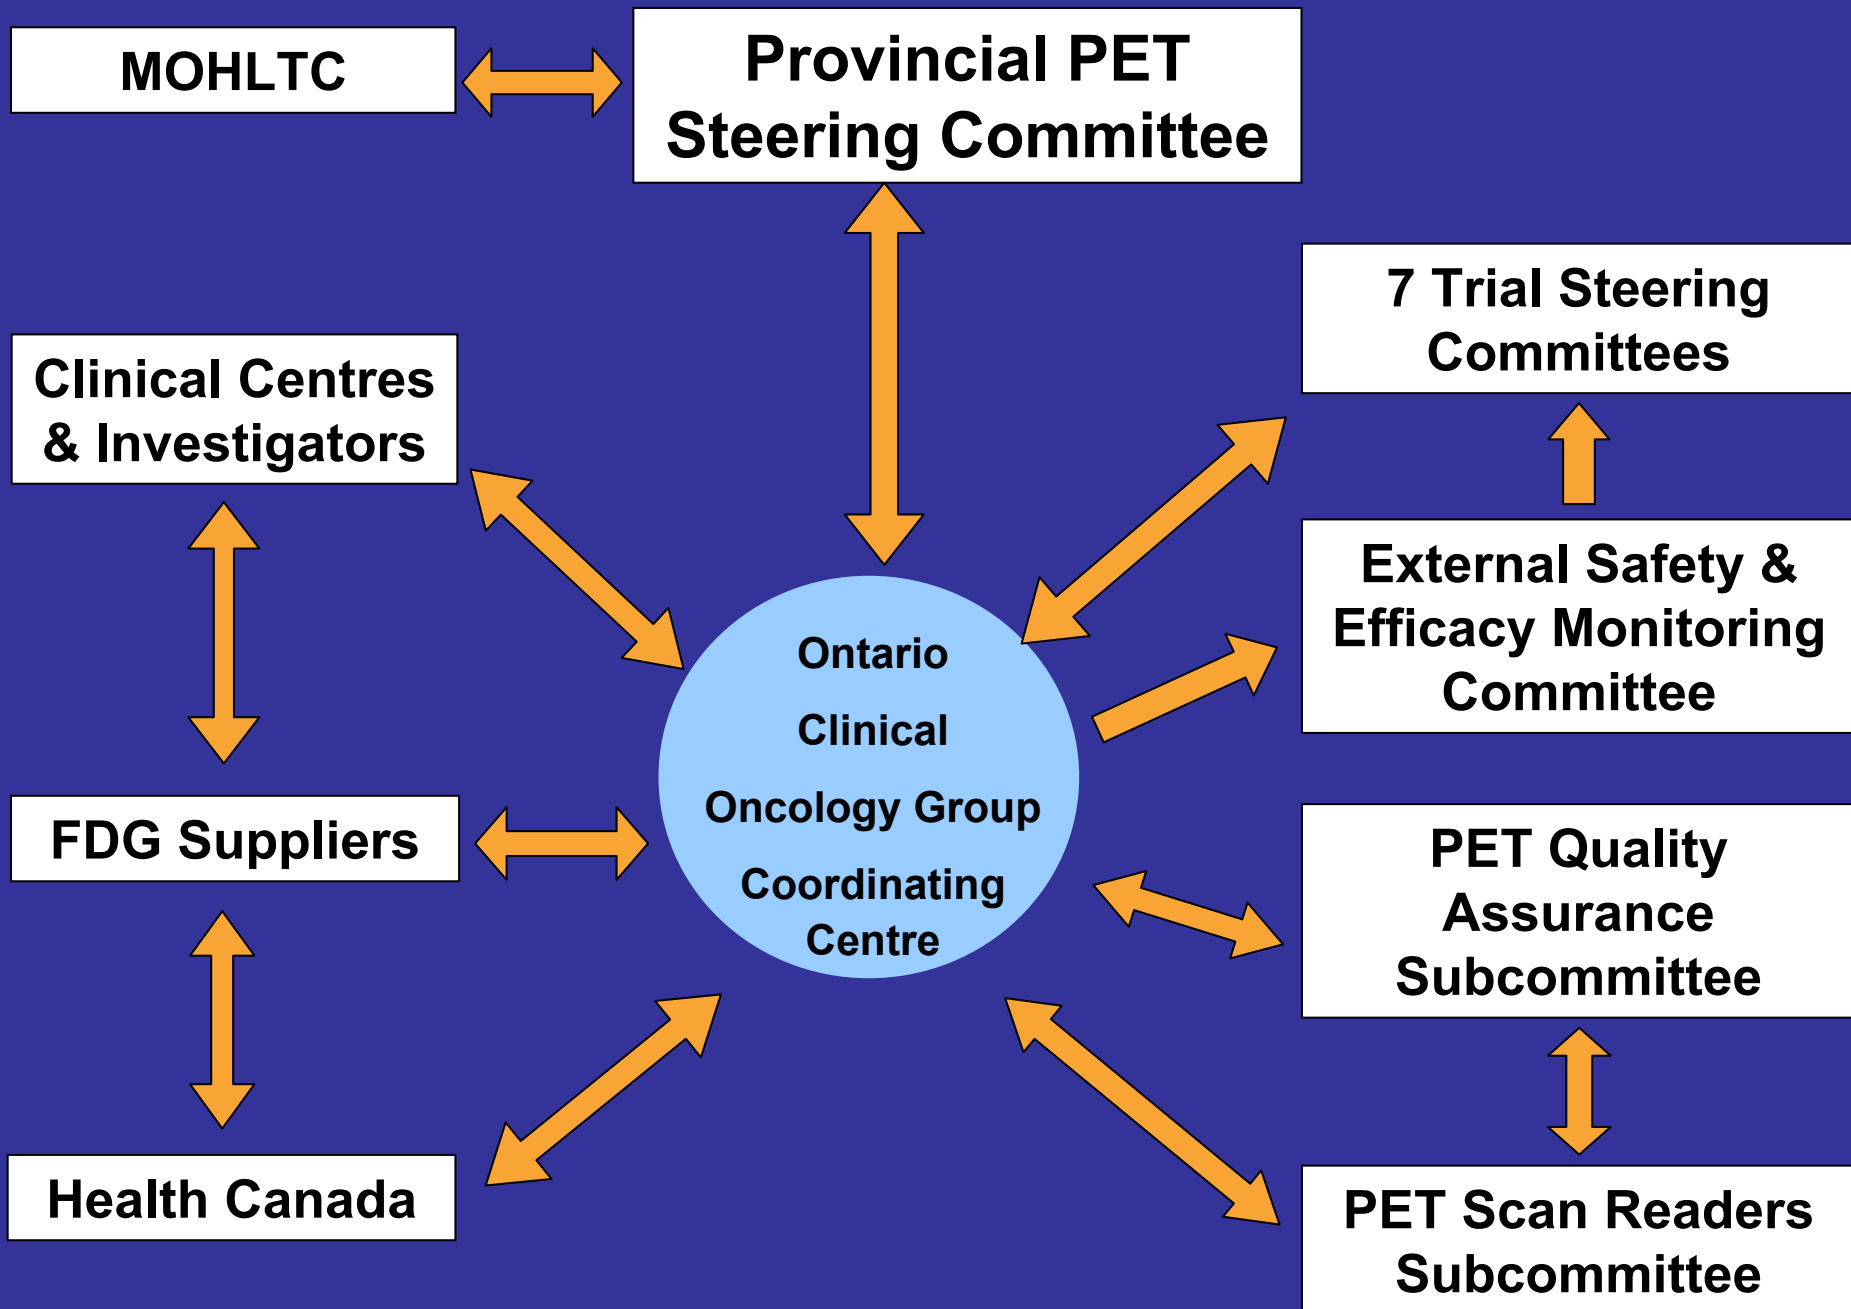 MOHLTC
Provincial PET
Steering Committee
7 Trial Steering
Committees
Clinical Centres
& Investigators
External Safety &
Efficacy Monitoring
Committee
Ontario
Clinical
Oncology Group
Coordinating
Centre
FDG Suppliers
PET Quality
Assurance
Subcommittee
Health Canada
PET Scan Readers
Subcommittee